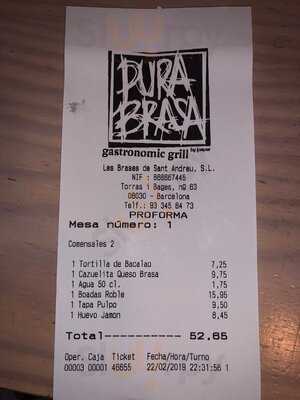 PURA
BRASA
gastronomic grill
Les Brases de Sant Andreu, S.L.
NIF : B66667445
Torras i Bages, nº 63
08030 - Barcelona
Telf.: 93 345 84 73
PROFORMA
Mesa número: 1
Comensales 2
1 Tortilla de Bacalao 7,25
1 Cazuelita Queso Brasa 9,75
1 Agua 50 cl. 1,75
1 Boadas Roble 15,95
1 Tapa Pulpo 9,50
1 Huevo Jamon 8,45
Total---------- 52,65
Oper. Caja Ticket Fecha/Hora/Turno
00003 00001 46655 22/02/2019 22:31:56 1